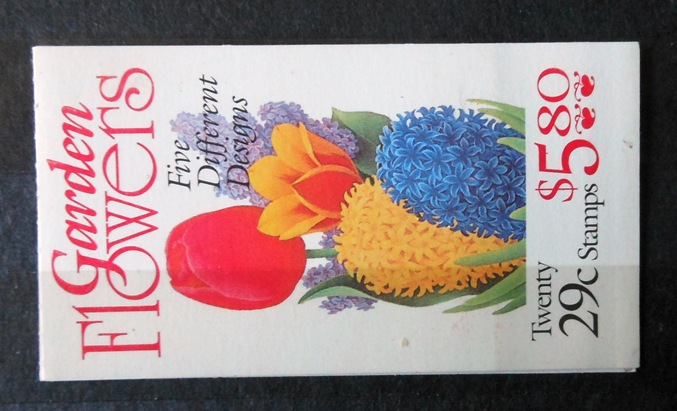 Garden
Flowers
Five
Different
Designs
Twenty
29c Stamps
$5.80